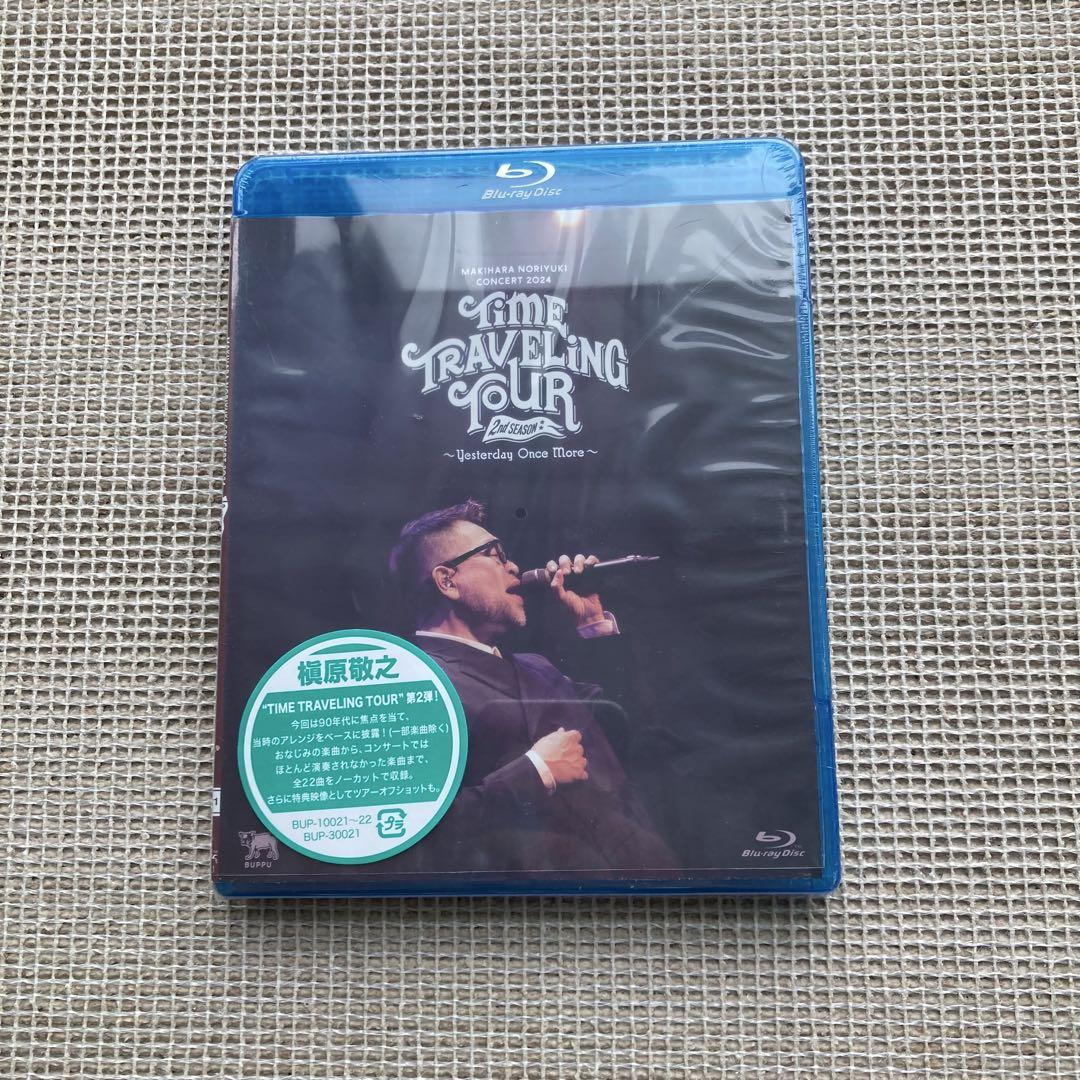 Blu-ray Disc
MAKIHARA NORIYUKI
CONCERT 2024
TiME
TRAVELiNG
TOUR
2nd SEASON
~Yesterday Once More~
槇原敬之
"TIME TRAVELING TOUR" 第2弾!
今回は90年代に焦点を当て、
当時のアレンジをベースに披露!(一部楽曲除く)
おなじみの楽曲から、コンサートでは
ほとんど演奏されなかった楽曲まで、
全22曲をノーカットで収録。
さらに特典映像としてツアーオフショットも。
BUP-10021~22
BUP-30021
プラ
BUPPU
Blu-ray Disc